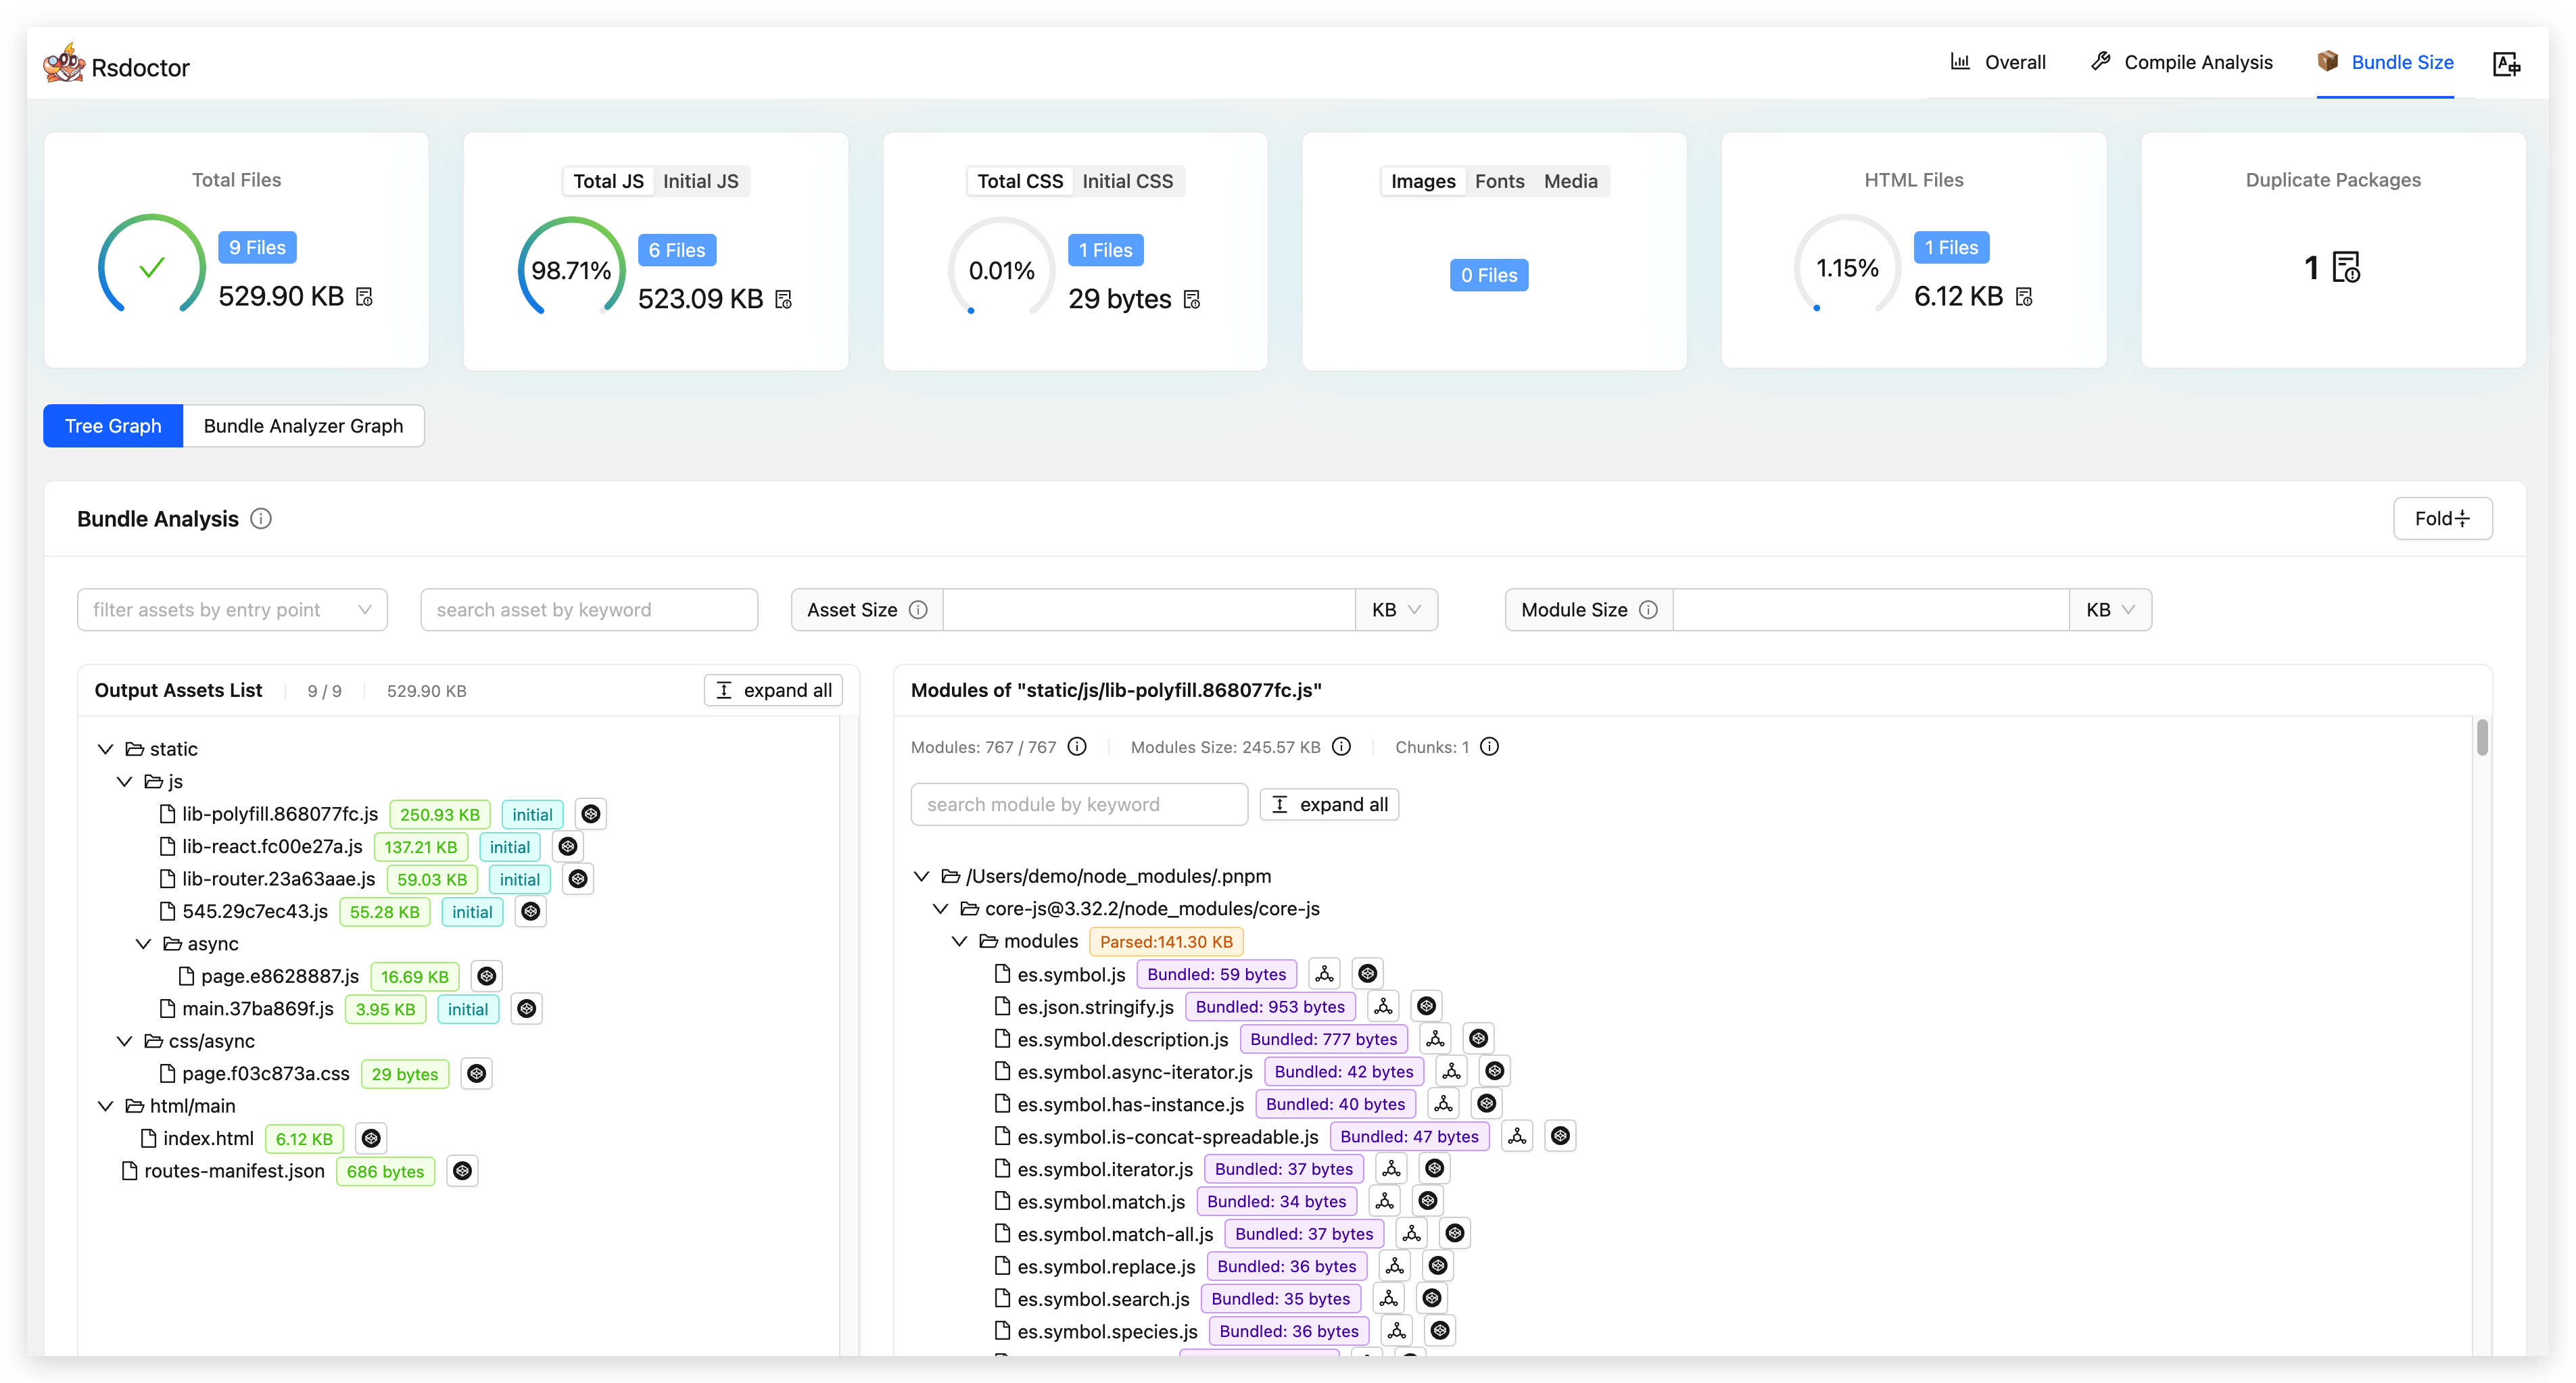 Rsdoctor
Overall
Compile Analysis
Bundle Size
Total Files
9 Files
529.90 KB
Total JS Initial JS
98.71%
6 Files
523.09 KB
Total CSS Initial CSS
0.01%
1 Files
29 bytes
Images Fonts Media
0 Files
HTML Files
1.15%
1 Files
6.12 KB
Duplicate Packages
1
Tree Graph Bundle Analyzer Graph
Bundle Analysis
Fold
filter assets by entry point
search asset by keyword
Asset Size KB
Module Size KB
Output Assets List 9 / 9 529.90 KB expand all
static
js
lib-polyfill.868077fc.js 250.93 KB initial
lib-react.fc00e27a.js 137.21 KB initial
lib-router.23a63aae.js 59.03 KB initial
545.29c7ec43.js 55.28 KB initial
async
page.e8628887.js 16.69 KB
main.37ba869f.js 3.95 KB initial
css/async
page.f03c873a.css 29 bytes
html/main
index.html 6.12 KB
routes-manifest.json 686 bytes
Modules of "static/js/lib-polyfill.868077fc.js"
Modules: 767 / 767 Modules Size: 245.57 KB Chunks: 1
search module by keyword expand all
/Users/demo/node_modules/.pnpm
core-js@3.32.2/node_modules/core-js
modules Parsed:141.30 KB
es.symbol.js Bundled: 59 bytes
es.json.stringify.js Bundled: 953 bytes
es.symbol.description.js Bundled: 777 bytes
es.symbol.async-iterator.js Bundled: 42 bytes
es.symbol.has-instance.js Bundled: 40 bytes
es.symbol.is-concat-spreadable.js Bundled: 47 bytes
es.symbol.iterator.js Bundled: 37 bytes
es.symbol.match.js Bundled: 34 bytes
es.symbol.match-all.js Bundled: 37 bytes
es.symbol.replace.js Bundled: 36 bytes
es.symbol.search.js Bundled: 35 bytes
es.symbol.species.js Bundled: 36 bytes